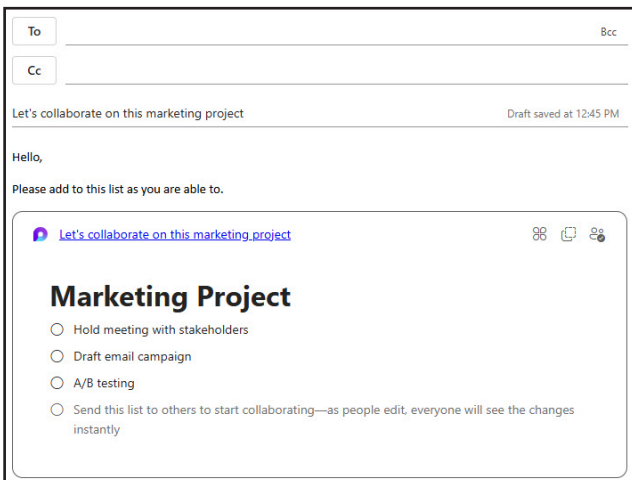 To
Bcc
Cc
Let's collaborate on this marketing project
Draft saved at 12:45 PM
Hello,
Please add to this list as you are able to.
Let's collaborate on this marketing project
Marketing Project
Hold meeting with stakeholders
Draft email campaign
A/B testing
Send this list to others to start collaborating—as people edit, everyone will see the changes
instantly